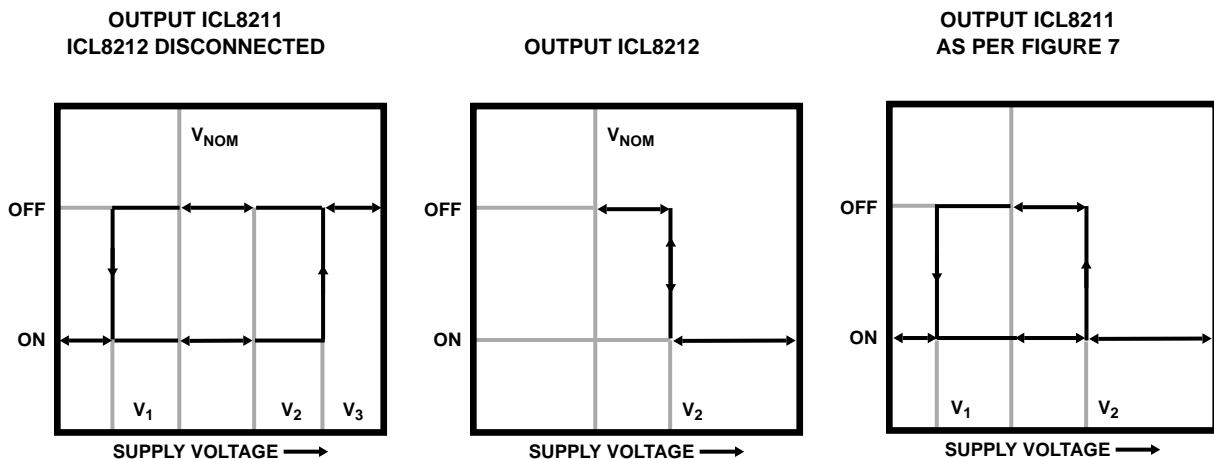 OUTPUT ICL8211
ICL8212 DISCONNECTED
V_NOM
OFF
ON
V_1
V_2
V_3
SUPPLY VOLTAGE
OUTPUT ICL8212
V_NOM
OFF
ON
V_2
SUPPLY VOLTAGE
OUTPUT ICL8211
AS PER FIGURE 7
OFF
ON
V_1
V_2
SUPPLY VOLTAGE